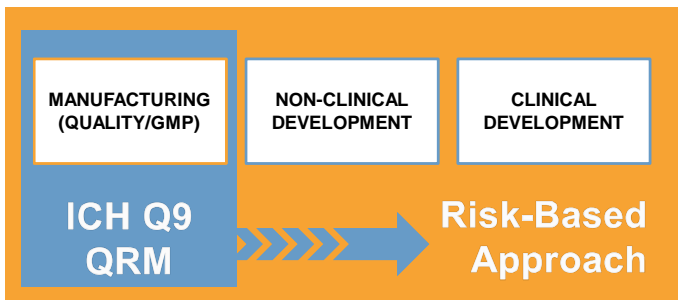 MANUFACTURING
(QUALITY/GMP)
NON-CLINICAL
DEVELOPMENT
CLINICAL
DEVELOPMENT
ICH Q9
QRM
Risk-Based
Approach